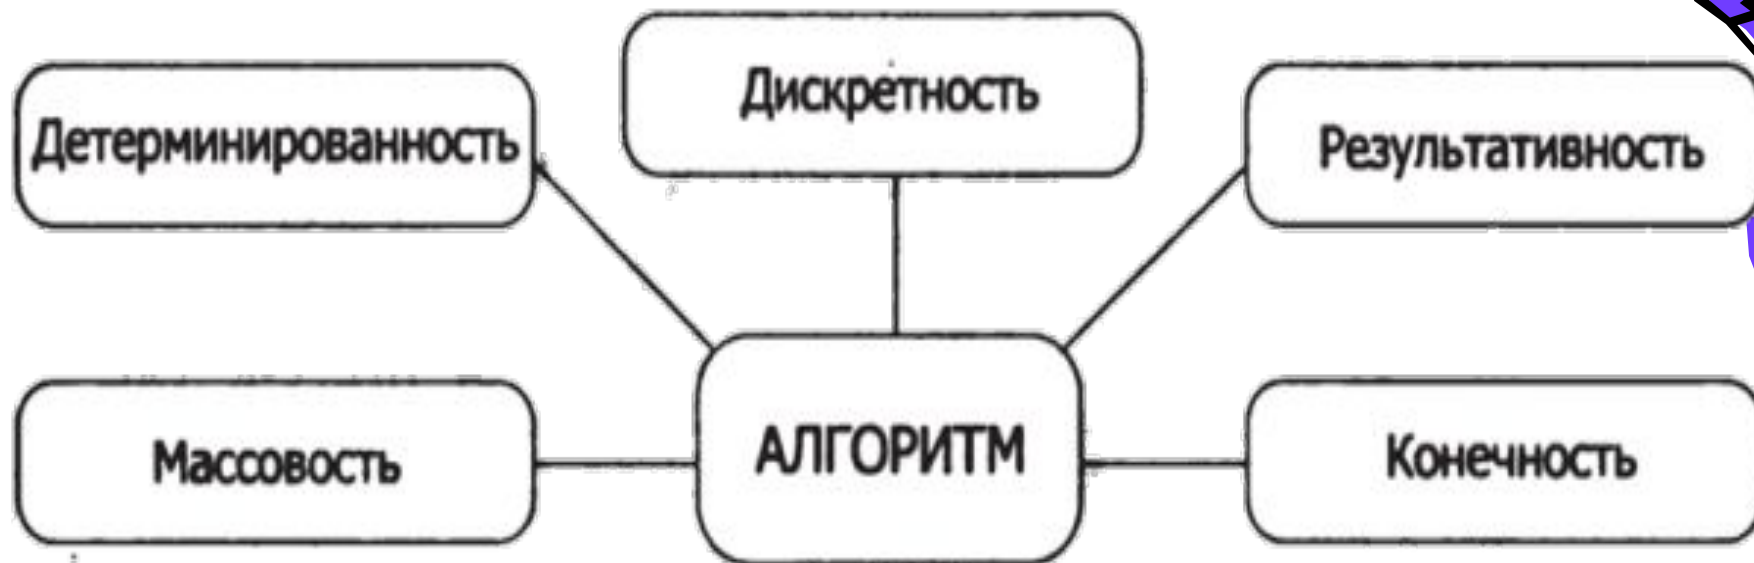 Дискретность
Детерминированность
Результативность
Массовость
АЛГОРИТМ
Конечность